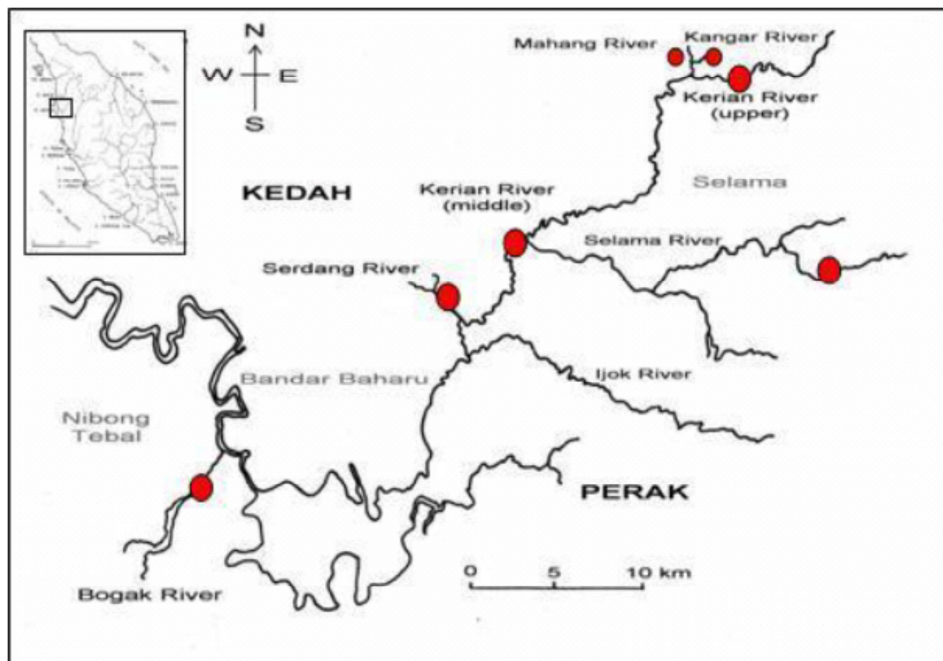 N
W E
S
Mahang River
Kangar River
Kerian River
(upper)
KEDAH
Kerian River
(middle)
Selama
Selama River
Serdang River
Bandar Baharu
Ijok River
Nibong
Tebal
PERAK
0 5 10 km
Bogak River